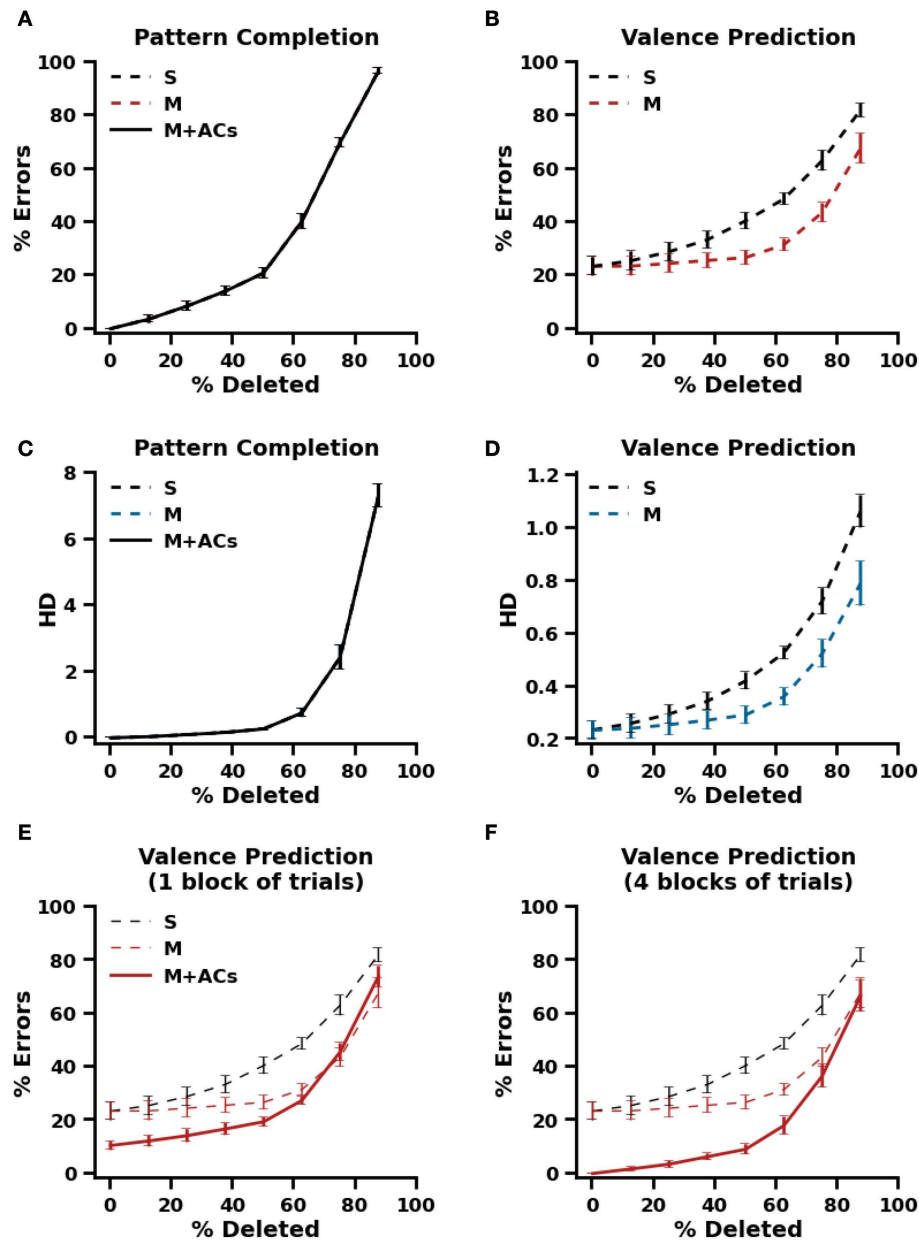 A
Pattern Completion
S
M
M+ACs
100
80
60
40
20
0
% Errors
0 20 40 60 80 100
% Deleted
B
Valence Prediction
S
M
100
80
60
40
20
0
% Errors
0 20 40 60 80 100
% Deleted
C
Pattern Completion
S
M
M+ACs
8
6
4
2
0
HD
0 20 40 60 80 100
% Deleted
D
Valence Prediction
S
M
1.2
1.0
0.8
0.6
0.4
0.2
HD
0 20 40 60 80 100
% Deleted
E
Valence Prediction
(1 block of trials)
S
M
M+ACs
100
80
60
40
20
0
% Errors
0 20 40 60 80 100
% Deleted
F
Valence Prediction
(4 blocks of trials)
100
80
60
40
20
0
% Errors
0 20 40 60 80 100
% Deleted